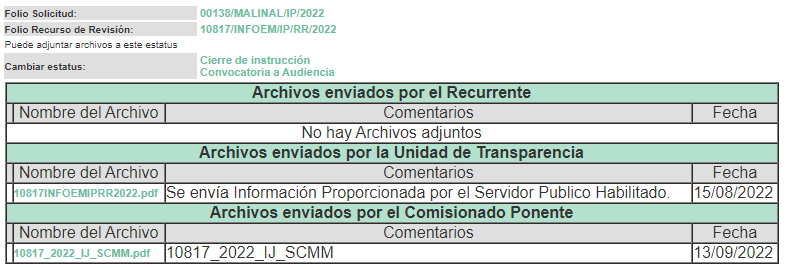 Folio Solicitud: 00138/MALINAL/IP/2022
Folio Recurso de Revisión: 10817/INFOEM/IP/RR/2022
Puede adjuntar archivos a este estatus
Cambiar estatus: Cierre de instrucción
Convocatoria a Audiencia
Archivos enviados por el Recurrente
Nombre del Archivo Comentarios Fecha
No hay Archivos adjuntos
Archivos enviados por la Unidad de Transparencia
Nombre del Archivo Comentarios Fecha
10817INFOEMIPRR2022.pdf Se envía Información Proporcionada por el Servidor Publico Habilitado. 15/08/2022
Archivos enviados por el Comisionado Ponente
Nombre del Archivo Comentarios Fecha
10817_2022_IJ_SCMM.pdf 10817_2022_IJ_SCMM 13/09/2022